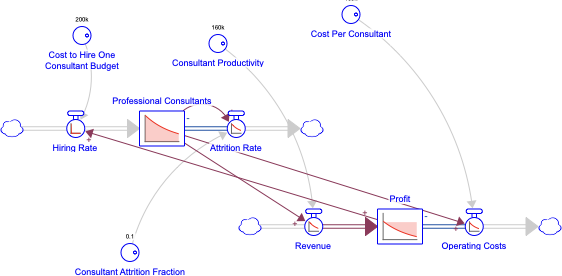 200k
Cost to Hire One
Consultant Budget
160k
Consultant Productivity
Cost Per Consultant
Professional Consultants
-
Hiring Rate
+
Attrition Rate
0.1
Consultant Attrition Fraction
Profit
+
-
+
+
Revenue
Operating Costs